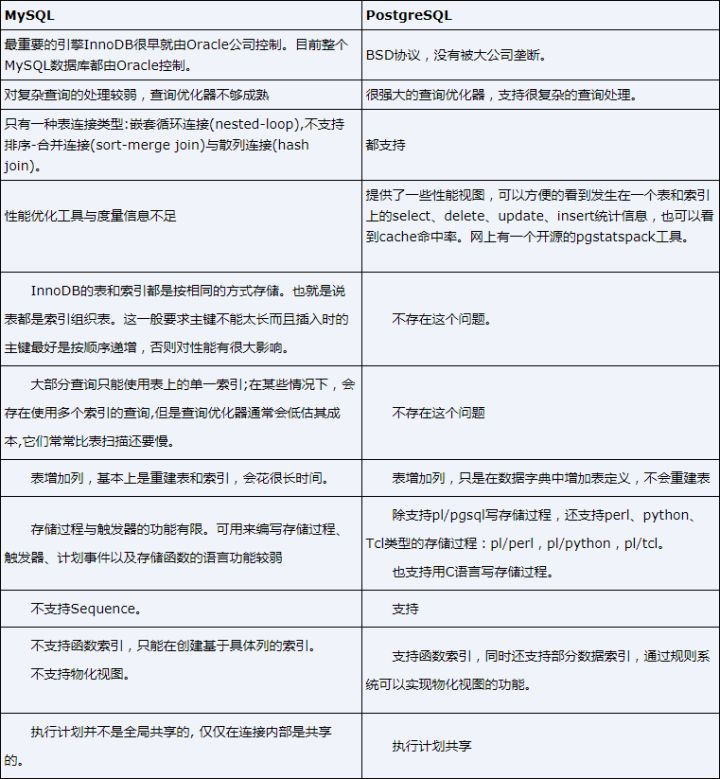 MySQL
PostgreSQL
最重要的引擎InnoDB很早就由Oracle公司控制。目前整个
MySQL数据库都由Oracle控制。
BSD协议，没有被大公司垄断。
对复杂查询的处理较弱，查询优化器不够成熟
很强大的查询优化器，支持很复杂的查询处理。
只有一种表连接类型:嵌套循环连接(nested-loop),不支持
排序-合并连接(sort-merge join)与散列连接(hash
join)。
都支持
性能优化工具与度量信息不足
提供了一些性能视图，可以方便的看到发生在一个表和索引
上的select、delete、update、insert统计信息，也可以看
到cache命中率。网上有一个开源的pgstatspack工具。
InnoDB的表和索引都是按相同的方式存储。也就是说
表都是索引组织表。这一般要求主键不能太长而且插入时的
主键最好是按顺序递增，否则对性能有很大影响。
不存在这个问题。
大部分查询只能使用表上的单一索引;在某些情况下，会
存在使用多个索引的查询,但是查询优化器通常会低估其成
本,它们常常比表扫描还要慢。
不存在这个问题
表增加列，基本上是重建表和索引，会花很长时间。
表增加列，只是在数据字典中增加表定义，不会重建表
存储过程与触发器的功能有限。可用来编写存储过程、
触发器、计划事件以及存储函数的语言功能较弱
除支持pl/pgsql写存储过程，还支持perl、python、
Tcl类型的存储过程：pl/perl，pl/python，pl/tcl。
也支持用C语言写存储过程。
不支持Sequence。
支持
不支持函数索引，只能在创建基于具体列的索引。
不支持物化视图。
支持函数索引，同时还支持部分数据索引，通过规则系
统可以实现物化视图的功能。
执行计划并不是全局共享的, 仅仅在连接内部是共享
的。
执行计划共享